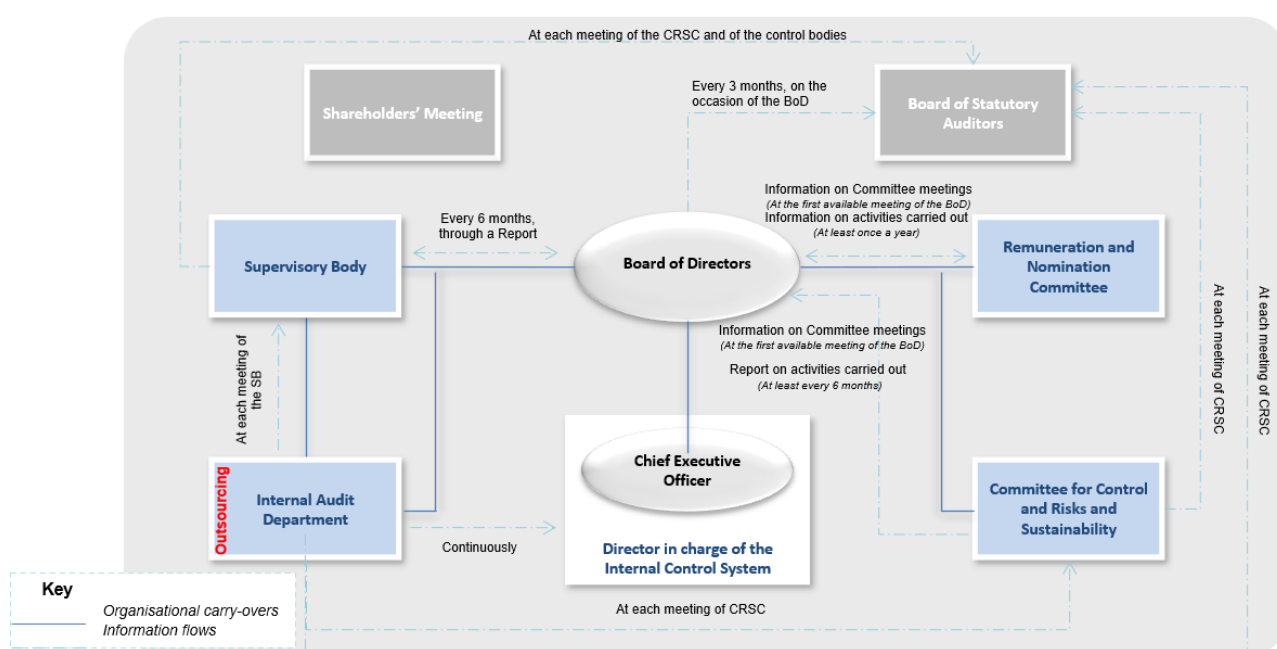 At each meeting of the CRSC and of the control bodies
Shareholders' Meeting
Every 3 months, on the
occasion of the BoD
Board of Statutory
Auditors
Supervisory Body
Every 6 months,
through a Report
Board of Directors
Information on Committee meetings
(At the first available meeting of the BoD)
Information on activities carried out
(At least once a year)
Remuneration and
Nomination
Committee
Information on Committee meetings
(At the first available meeting of the BoD)
Report on activities carried out
(At least every 6 months)
At each meeting of
the SB
At each meeting of CRSC
At each meeting of CRSC
Outsourcing
Internal Audit
Department
Continuously
Chief Executive
Officer
Director in charge of the
Internal Control System
Committee for Control
and Risks and
Sustainability
At each meeting of CRSC
Key
Organisational carry-overs
Information flows